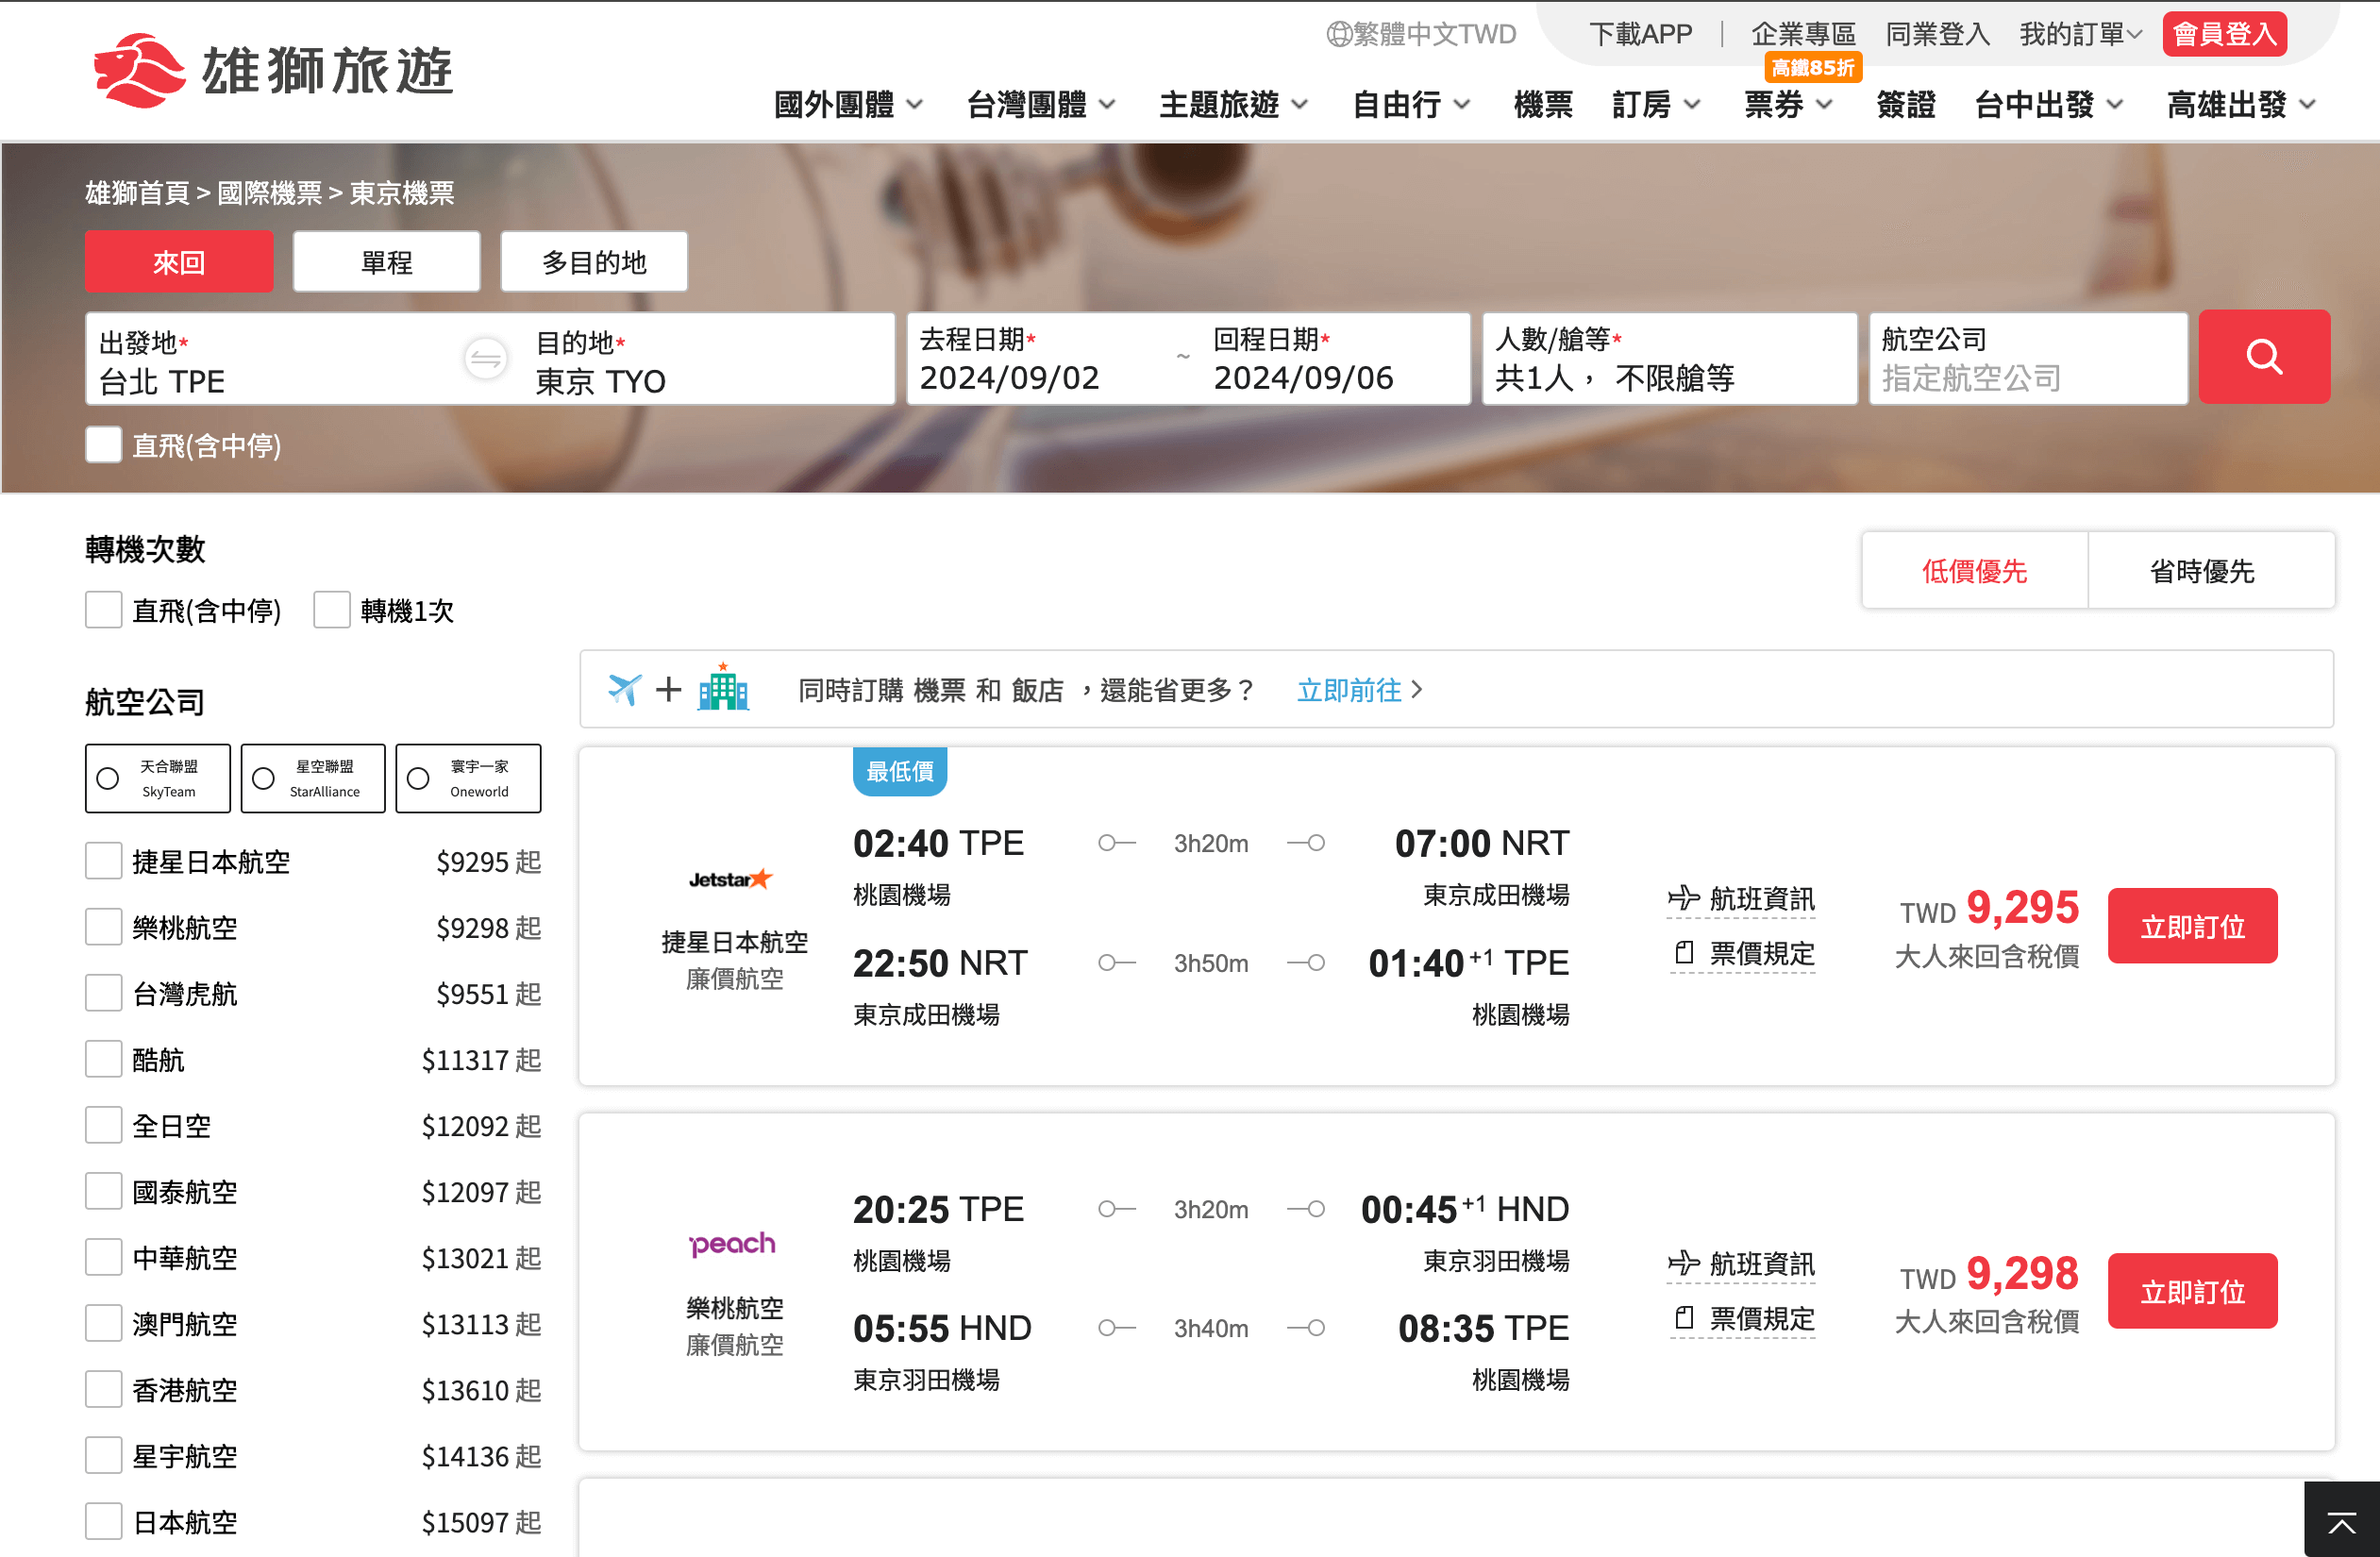 繁體中文TWD
下載APP | 企業專區 同業登入 我的訂單 會員登入
雄獅旅遊
高鐵85折
國外團體 台灣團體 主題旅遊 自由行 機票 訂房 票券 簽證 台中出發 高雄出發
雄獅首頁 > 國際機票 > 東京機票
來回 單程 多目的地
出發地* 目的地* 去程日期* 回程日期* 人數/艙等* 航空公司
台北 TPE 東京 TYO 2024/09/02 ~ 2024/09/06 共1人， 不限艙等 指定航空公司
直飛(含中停)
轉機次數
直飛(含中停) 轉機1次
低價優先 省時優先
航空公司
天合聯盟 SkyTeam
星空聯盟 StarAlliance
寰宇一家 Oneworld
捷星日本航空 $9295 起
樂桃航空 $9298 起
台灣虎航 $9551 起
酷航 $11317 起
全日空 $12092 起
國泰航空 $12097 起
中華航空 $13021 起
澳門航空 $13113 起
香港航空 $13610 起
星宇航空 $14136 起
日本航空 $15097 起
同時訂購 機票 和 飯店 ，還能省更多？ 立即前往
最低價
Jetstar
捷星日本航空
廉價航空
02:40 TPE 3h20m 07:00 NRT
桃園機場 東京成田機場
22:50 NRT 3h50m 01:40 +1 TPE
東京成田機場 桃園機場
航班資訊
票價規定
TWD 9,295
大人來回含稅價
立即訂位
peach
樂桃航空
廉價航空
20:25 TPE 3h20m 00:45 +1 HND
桃園機場 東京羽田機場
05:55 HND 3h40m 08:35 TPE
東京羽田機場 桃園機場
航班資訊
票價規定
TWD 9,298
大人來回含稅價
立即訂位